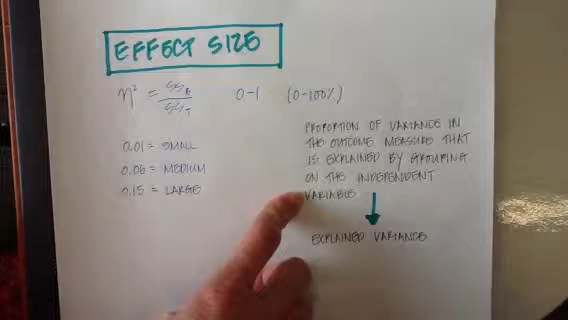 EFFECT SIZE
η² = SS_B / SS_T 0-1 (0-100%)
0.01 = SMALL
0.06 = MEDIUM
0.15 = LARGE
PROPORTION OF VARIANCE IN
THE OUTCOME MEASURE THAT
IS EXPLAINED BY GROUPING
ON THE INDEPENDENT
VARIABLE
EXPLAINED VARIANCE